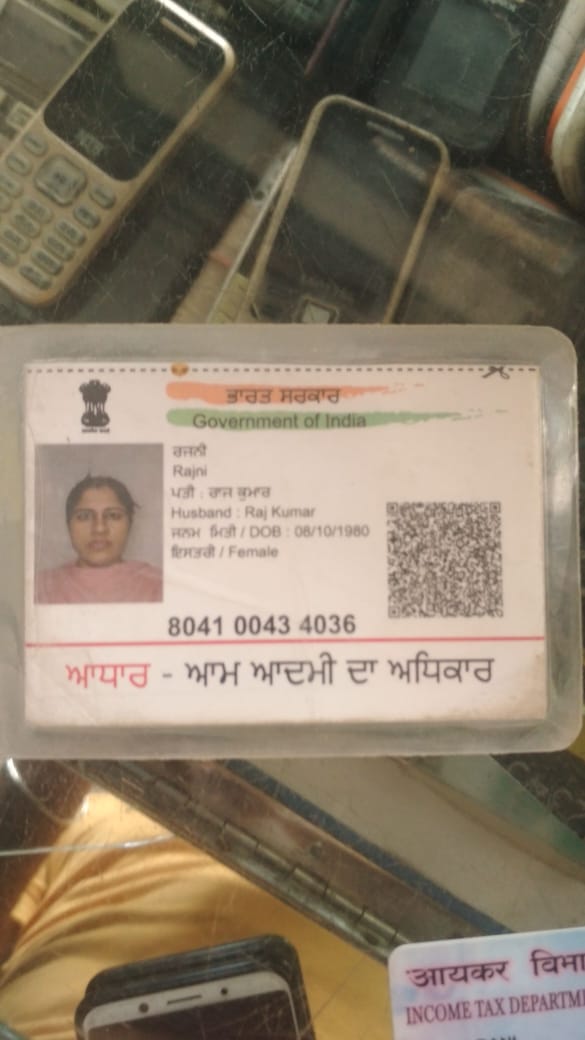 ਭਾਰਤ ਸਰਕਾਰ
Government of India
ਰਜਨੀ
Rajni
ਪਤੀ : ਰਾਜ ਕੁਮਾਰ
Husband : Raj Kumar
ਜਨਮ ਮਿਤੀ / DOB : 08/10/1980
ਇਸਤਰੀ / Female
8041 0043 4036
ਆਧਾਰ - ਆਮ ਆਦਮੀ ਦਾ ਅਧਿਕਾਰ
आयकर
INCOME TAX